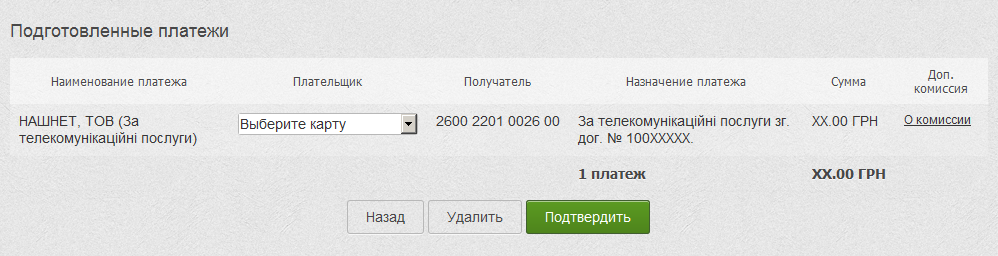 Подготовленные платежи
Наименование платежа Плательщик Получатель Назначение платежа Сумма Доп. комиссия
НАШНЕТ, ТОВ (За Выберите карту 2600 2201 0026 00 За телекомунікаційні послуги зг. XX.00 ГРН О комиссии
телекомунікаційні послуги) дог. № 100XXXXX.
1 платеж XX.00 ГРН
Назад Удалить Подтвердить